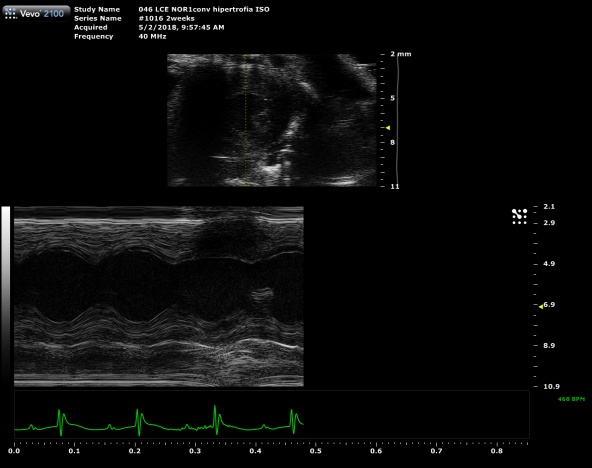 Vevo 2100
Study Name 046 LCE NOR1conv hipertrofia ISO
Series Name #1016 2weeks
Acquired 5/2/2018, 9:57:45 AM
Frequency 40 MHz
2 mm
5
8
11
2.1
2.9
4.9
6.9
8.9
10.9
468 BPM
0.0 0.1 0.2 0.3 0.4 0.5 0.6 0.7 0.8